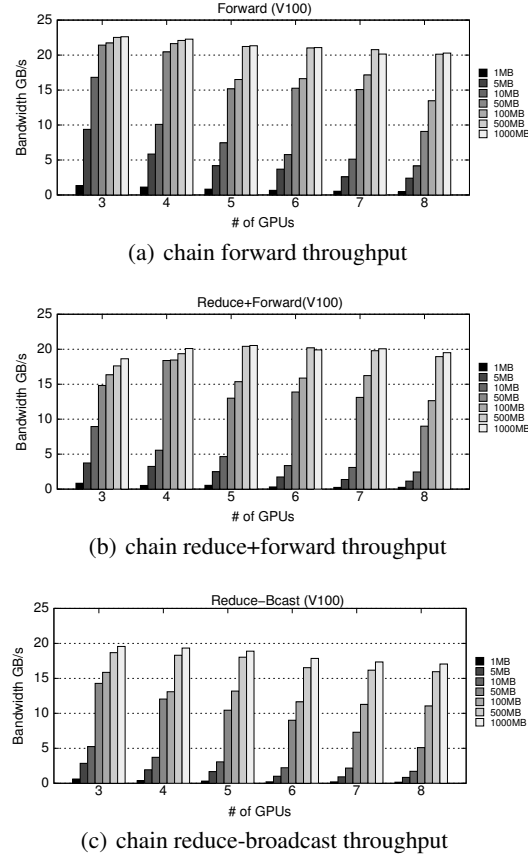 Forward (V100)
25
20
15
10
5
0
Bandwidth GB/s
3 4 5 6 7 8
# of GPUs
1MB
5MB
10MB
50MB
100MB
500MB
1000MB
(a) chain forward throughput
Reduce+Forward(V100)
25
20
15
10
5
0
Bandwidth GB/s
3 4 5 6 7 8
# of GPUs
1MB
5MB
10MB
50MB
100MB
500MB
1000MB
(b) chain reduce+forward throughput
Reduce−Bcast (V100)
25
20
15
10
5
0
Bandwidth GB/s
3 4 5 6 7 8
# of GPUs
1MB
5MB
10MB
50MB
100MB
500MB
1000MB
(c) chain reduce-broadcast throughput